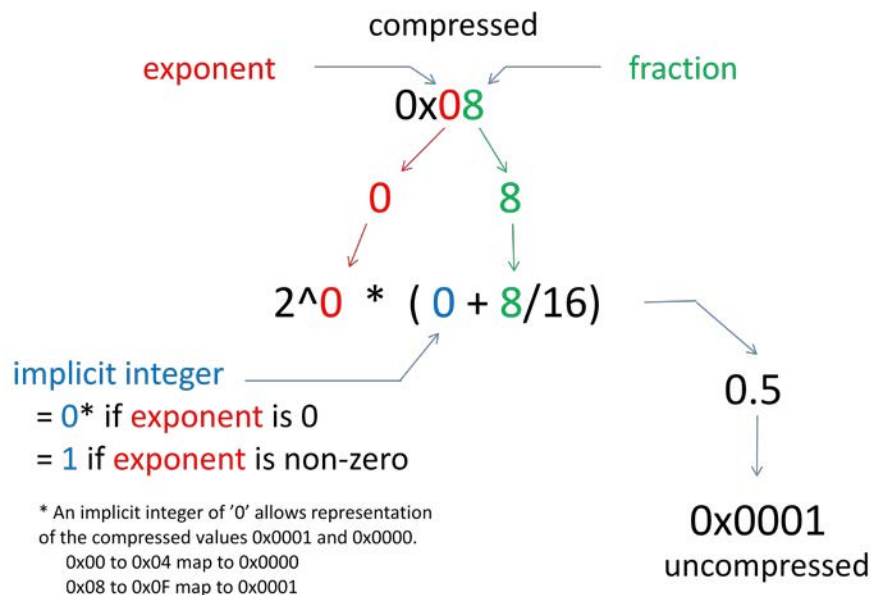 compressed
exponent
fraction
0x08
0
8
2^0 * ( 0 + 8/16)
implicit integer
= 0* if exponent is 0
= 1 if exponent is non-zero
0.5
* An implicit integer of '0' allows representation
of the compressed values 0x0001 and 0x0000.
0x00 to 0x04 map to 0x0000
0x08 to 0x0F map to 0x0001
0x0001
uncompressed